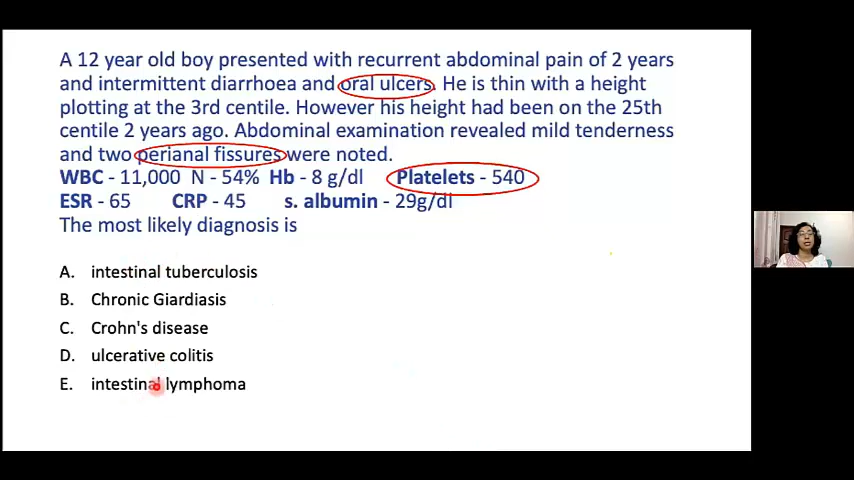 A 12 year old boy presented with recurrent abdominal pain of 2 years
and intermittent diarrhoea and oral ulcers. He is thin with a height
plotting at the 3rd centile. However his height had been on the 25th
centile 2 years ago. Abdominal examination revealed mild tenderness
and two perianal fissures were noted.
WBC - 11,000 N - 54% Hb - 8 g/dl Platelets - 540
ESR - 65 CRP - 45 s. albumin - 29g/dl
The most likely diagnosis is
A. intestinal tuberculosis
B. Chronic Giardiasis
C. Crohn's disease
D. ulcerative colitis
E. intestinal lymphoma